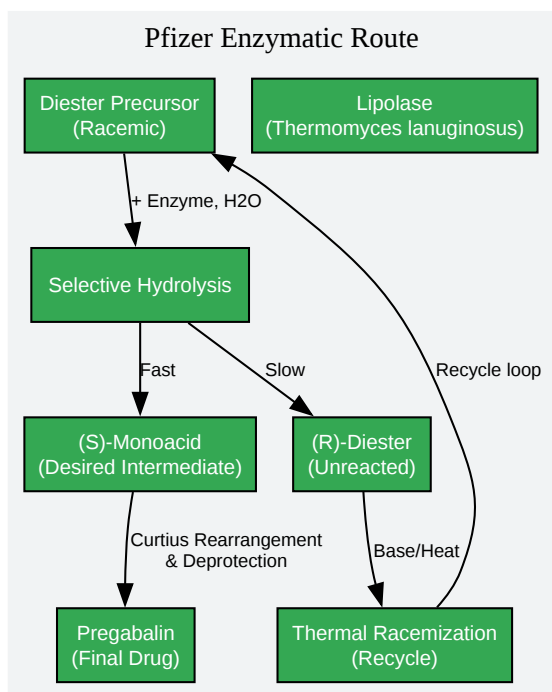 Pfizer Enzymatic Route
Diester Precursor
(Racemic)
Lipolase
(Thermomyces lanuginosus)
+ Enzyme, H2O
Selective Hydrolysis
Fast
Slow
Recycle loop
(S)-Monoacid
(Desired Intermediate)
(R)-Diester
(Unreacted)
Curtius Rearrangement
& Deprotection
Base/Heat
Pregabalin
(Final Drug)
Thermal Racemization
(Recycle)